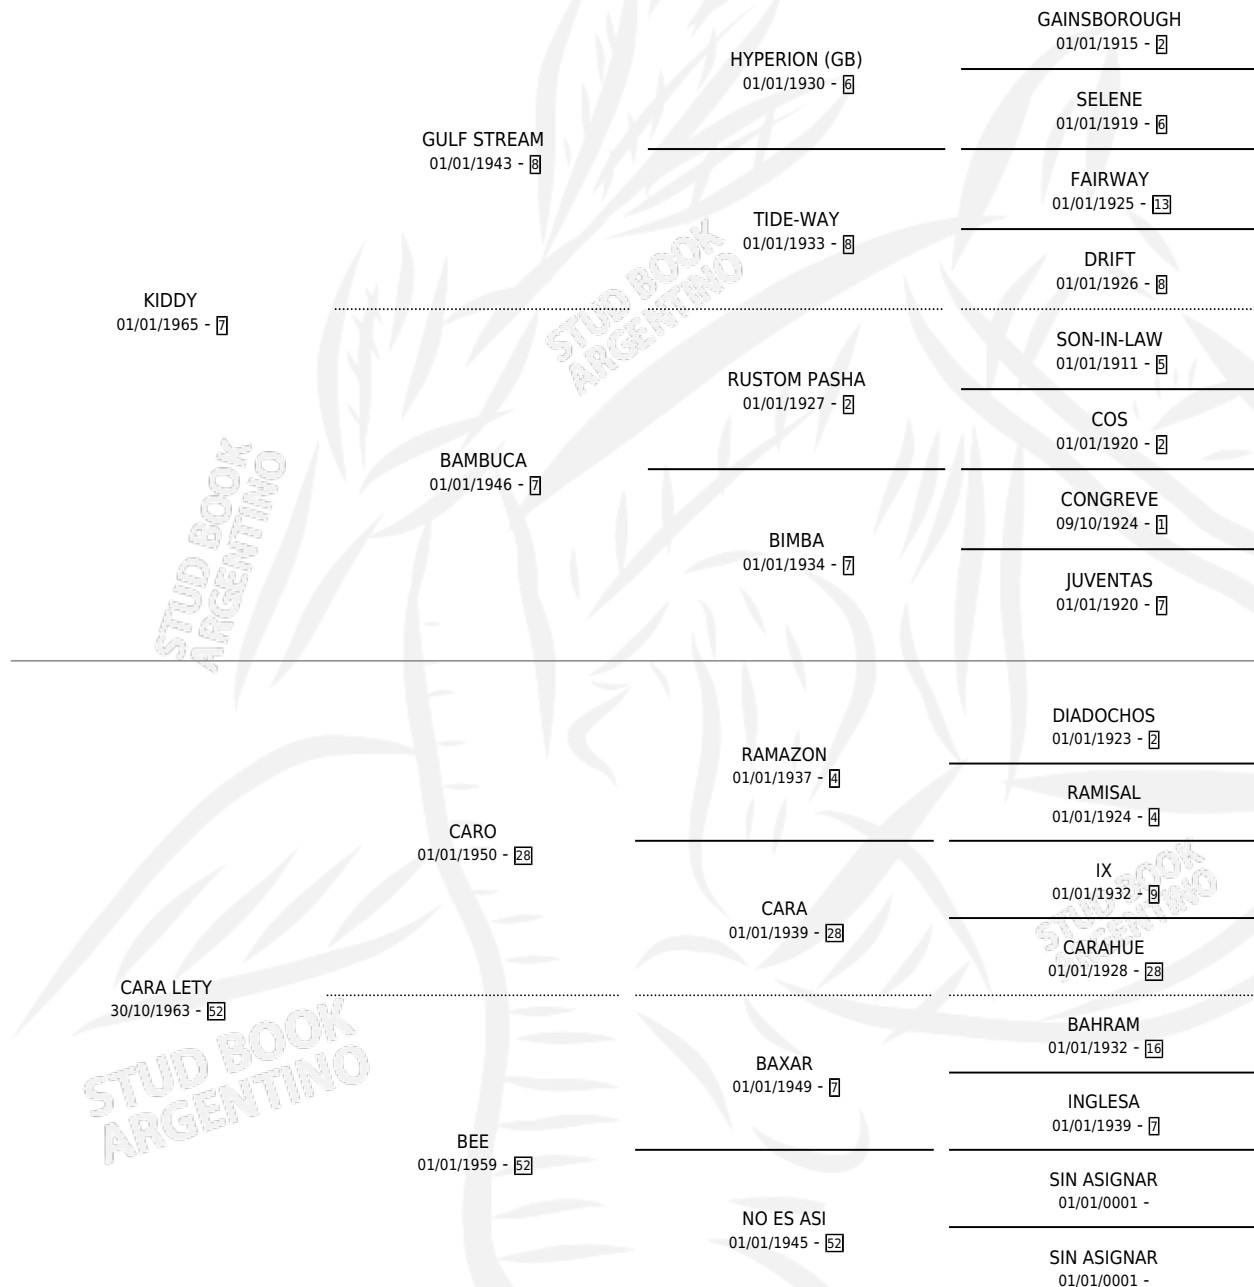 GAINSBOROUGH
01/01/1915 - 2
HYPERION (GB)
01/01/1930 - 6
SELENE
01/01/1919 - 6
GULF STREAM
01/01/1943 - 8
FAIRWAY
01/01/1925 - 13
TIDE-WAY
01/01/1933 - 8
DRIFT
01/01/1926 - 8
KIDDY
01/01/1965 - 7
SON-IN-LAW
01/01/1911 - 5
RUSTOM PASHA
01/01/1927 - 2
COS
01/01/1920 - 2
BAMBUCA
01/01/1946 - 7
CONGREVE
09/10/1924 - 1
BIMBA
01/01/1934 - 7
JUVENTAS
01/01/1920 - 7
DIADOCHOS
01/01/1923 - 2
RAMAZON
01/01/1937 - 4
RAMISAL
01/01/1924 - 4
CARO
01/01/1950 - 28
IX
01/01/1932 - 9
CARA
01/01/1939 - 28
CARAHUE
01/01/1928 - 28
CARA LETY
30/10/1963 - 52
BAHRAM
01/01/1932 - 16
BAXAR
01/01/1949 - 7
INGLESA
01/01/1939 - 7
BEE
01/01/1959 - 52
SIN ASIGNAR
01/01/0001 -
NO ES ASI
01/01/1945 - 52
SIN ASIGNAR
01/01/0001 -
STUD BOOK
ARGENTINO
STUD BOOK
ARGENTINO
STUD BOOK
ARGENTINO
STUD BOOK
ARGENTINO